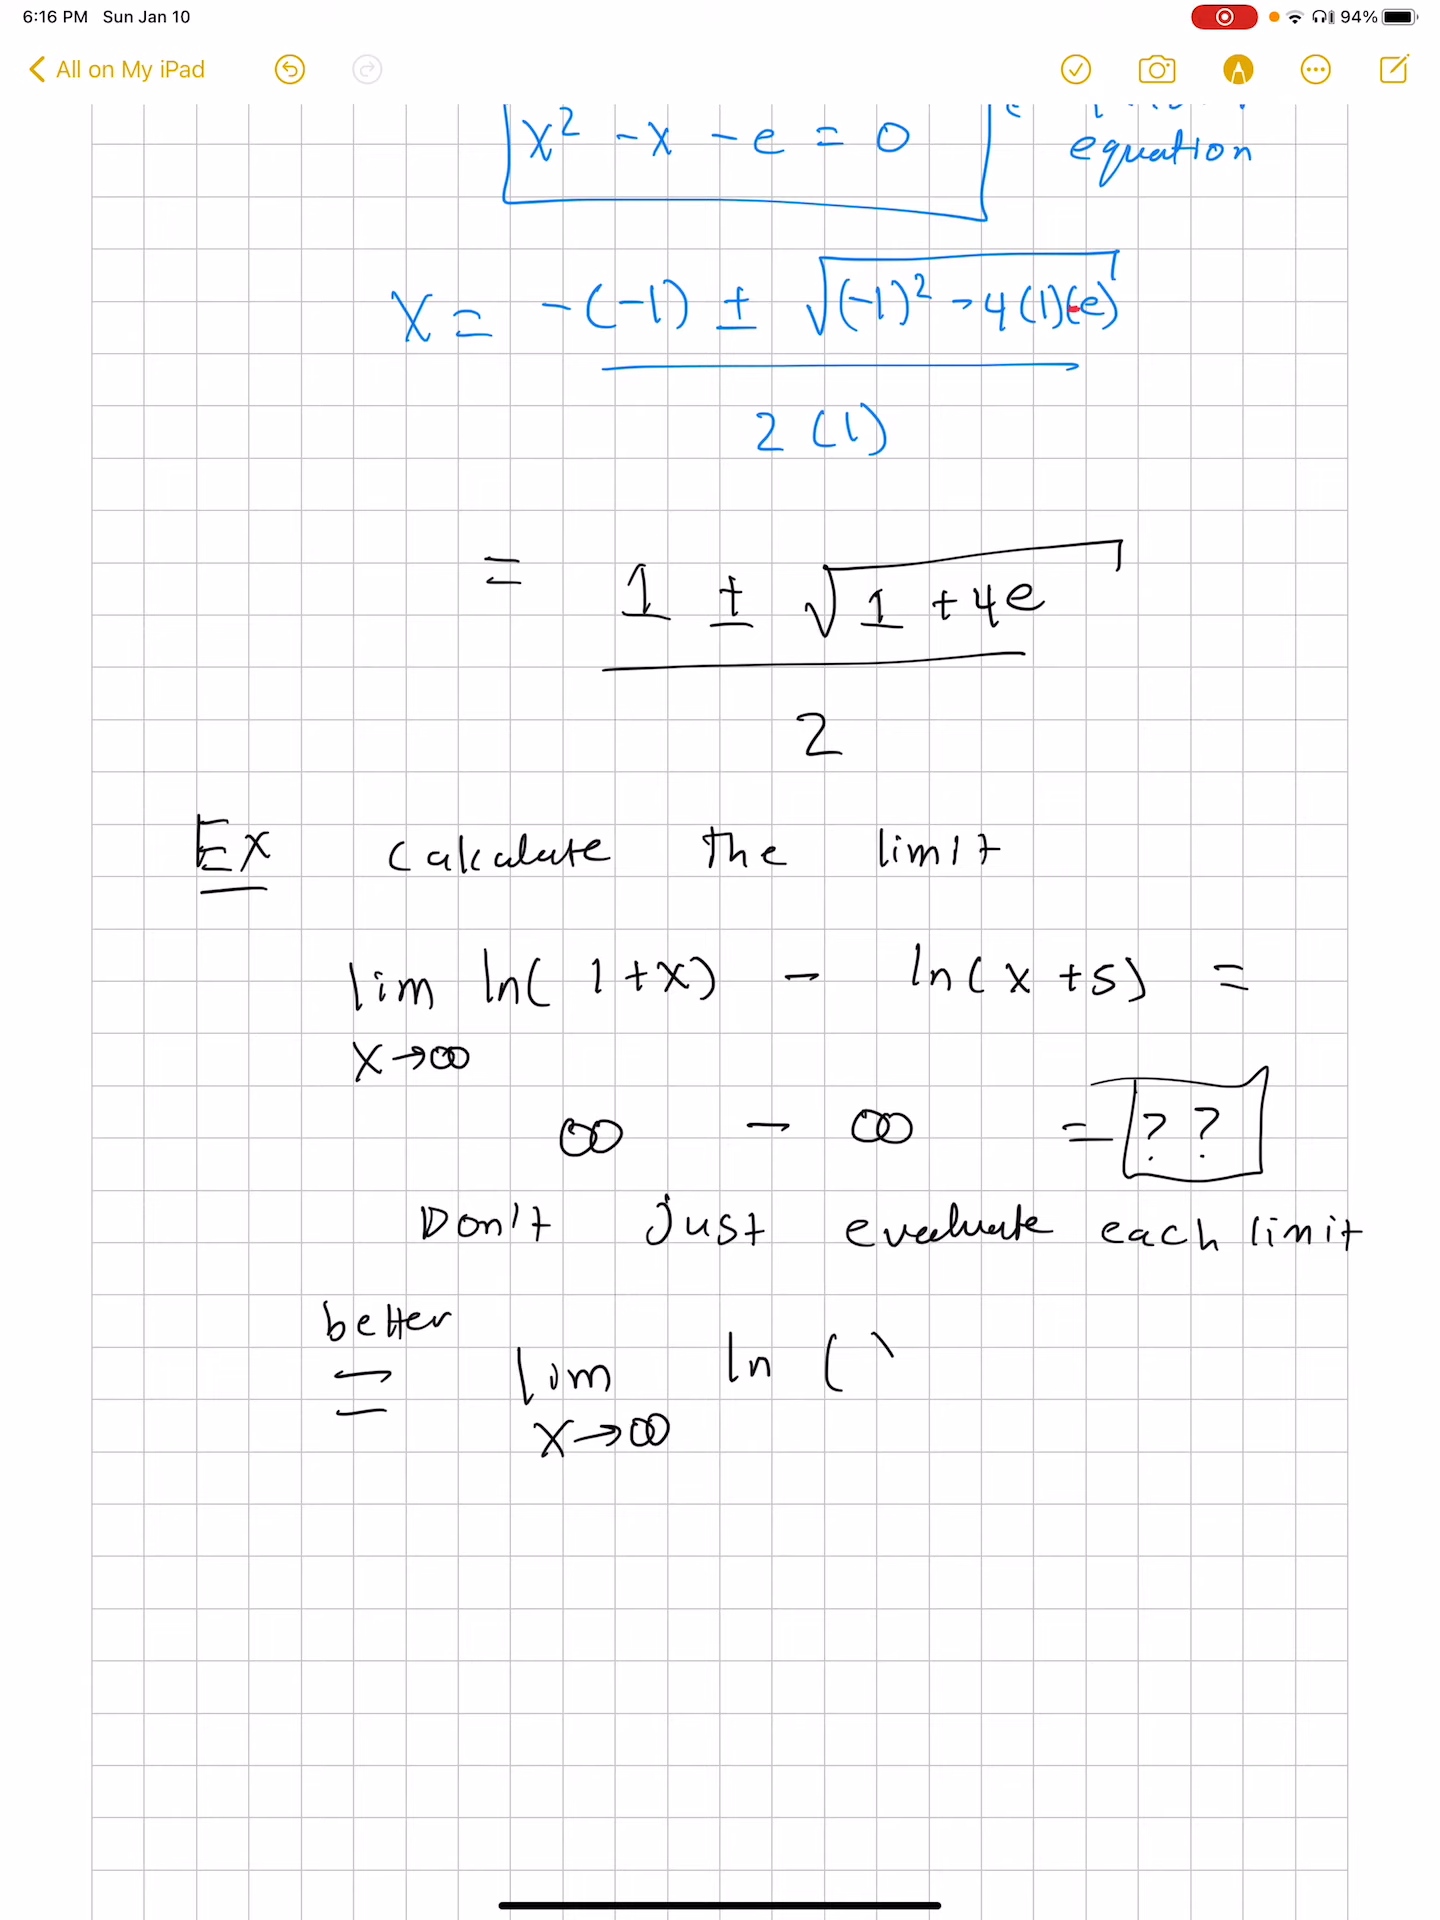 6:16 PM Sun Jan 10 94%
All on My iPad
x² - x - e = 0
equation
x = -(-1) ± √(-1)² - 4(1)(-e)
2(1)
= 1 ± √1 + 4e
2
Ex calculate the limit
lim ln(1+x) - ln(x+5) =
x→∞
∞ - ∞ = ??
Don't just evaluate each limit
better
= lim ln (
x→∞